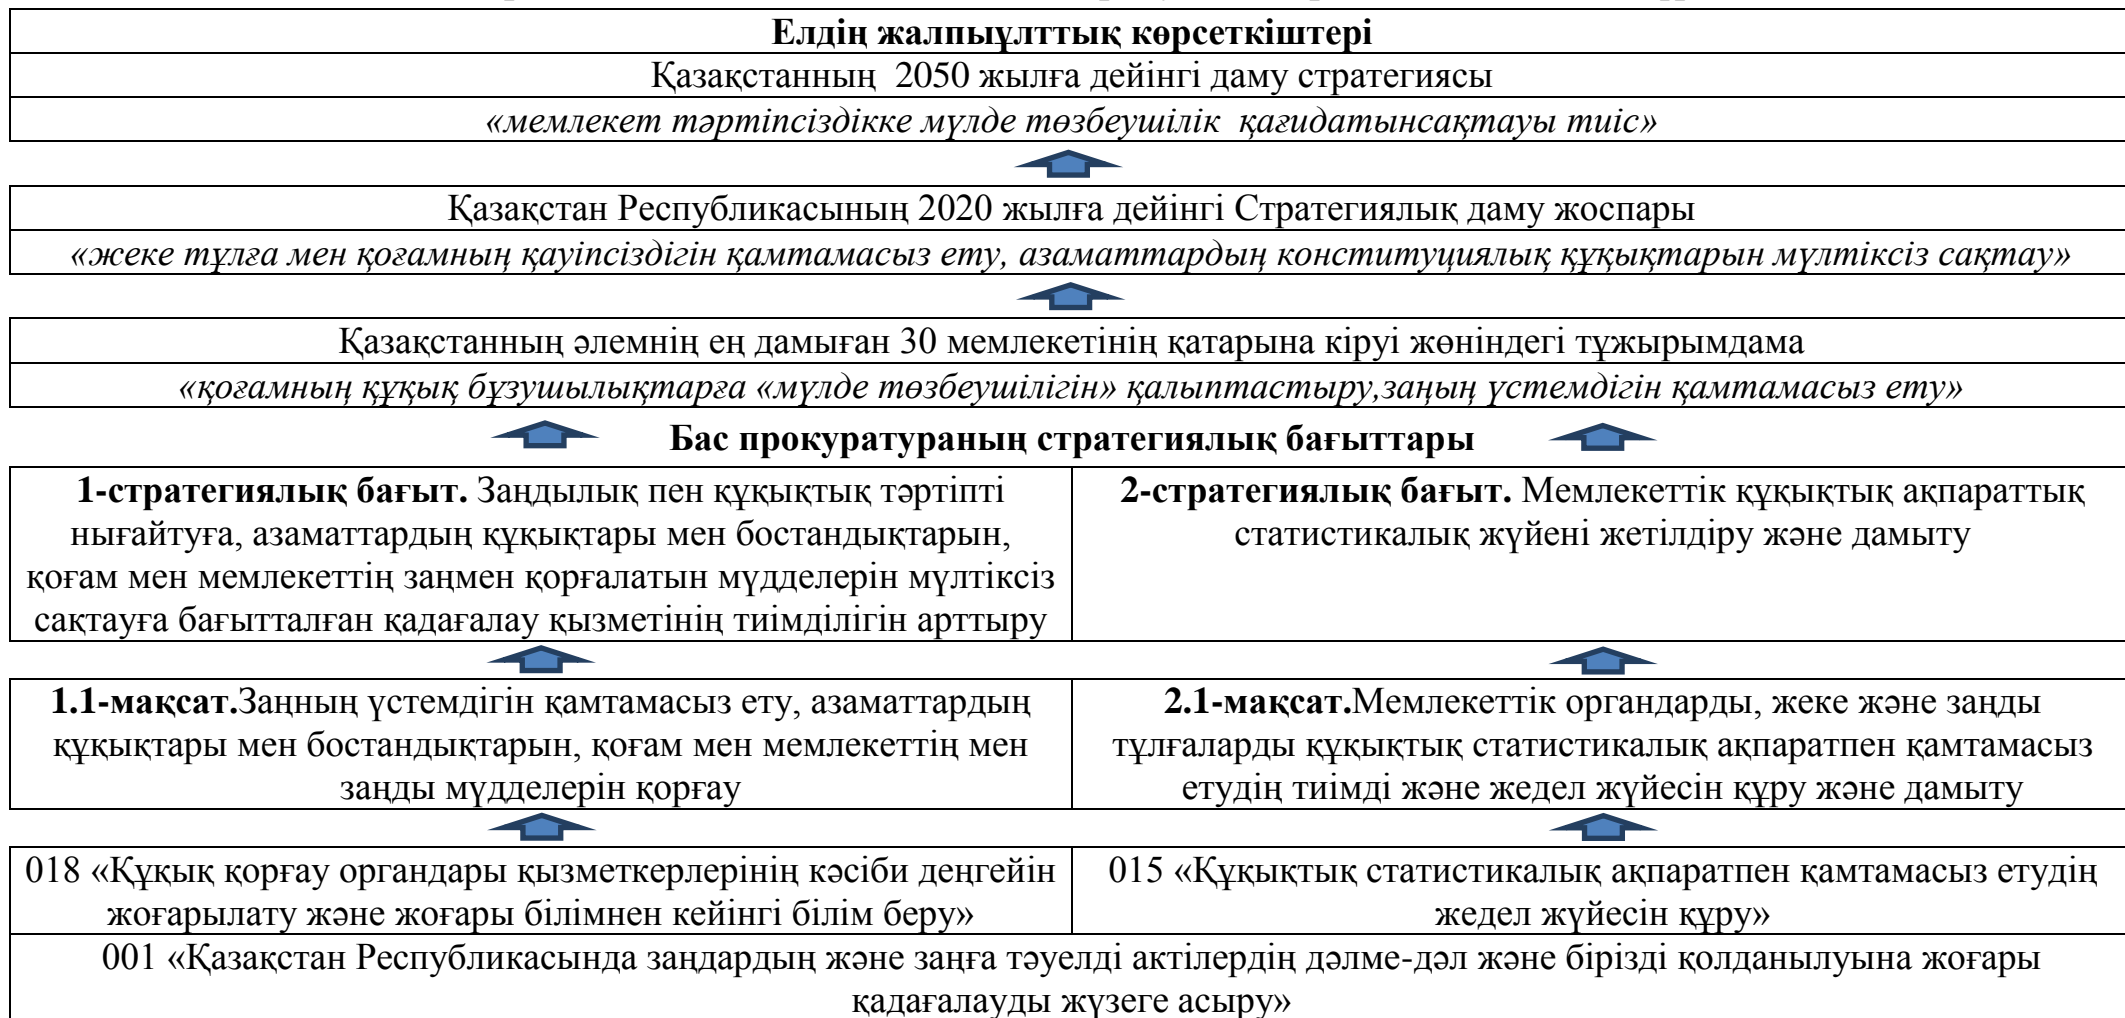 Елдің жалпыұлттық көрсеткіштері
Қазақстанның 2050 жылға дейінгі даму стратегиясы
«мемлекет тәртіпсіздікке мүлде төзбеушілік қағидатынсақтауы тиіс»
Қазақстан Республикасының 2020 жылға дейінгі Стратегиялық даму жоспары
«жеке тұлға мен қоғамның қауіпсіздігін қамтамасыз ету, азаматтардың конституциялық құқықтарын мүлтіксіз сақтау»
Қазақстанның әлемнің ең дамыған 30 мемлекетінің қатарына кіруі жөніндегі тұжырымдама
«қоғамның құқық бұзушылықтарға «мүлде төзбеушілігін» қалыптастыру,заңың үстемдігін қамтамасыз ету»
Бас прокуратураның стратегиялық бағыттары
1-стратегиялық бағыт. Заңдылық пен құқықтық тәртіпті
нығайтуға, азаматтардың құқықтары мен бостандықтарын,
қоғам мен мемлекеттің заңмен қорғалатын мүдделерін мүлтіксіз
сақтауға бағытталған қадағалау қызметінің тиімділігін арттыру
2-стратегиялық бағыт. Мемлекеттік құқықтық ақпараттық
статистикалық жүйені жетілдіру және дамыту
1.1-мақсат.Заңның үстемдігін қамтамасыз ету, азаматтардың
құқықтары мен бостандықтарын, қоғам мен мемлекеттің мен
заңды мүдделерін қорғау
2.1-мақсат.Мемлекеттік органдарды, жеке және заңды
тұлғаларды құқықтық статистикалық ақпаратпен қамтамасыз
етудің тиімді және жедел жүйесін құру және дамыту
018 «Құқық қорғау органдары қызметкерлерінің кәсіби деңгейін
жоғарылату және жоғары білімнен кейінгі білім беру»
015 «Құқықтық статистикалық ақпаратпен қамтамасыз етудің
жедел жүйесін құру»
001 «Қазақстан Республикасында заңдардың және заңға тәуелді актілердің дәлме-дәл және бірізді қолданылуына жоғары
қадағалауды жүзеге асыру»